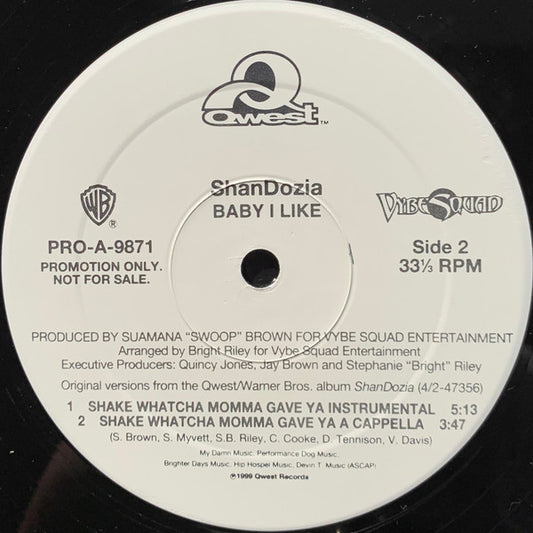 Qwest™
ShanDozia
BABY I LIKE
WB®
VYBE SQUAD
PRO-A-9871
PROMOTION ONLY.
NOT FOR SALE.
Side 2
33⅓ RPM
PRODUCED BY SUAMANA “SWOOP” BROWN FOR VYBE SQUAD ENTERTAINMENT
Arranged by Bright Riley for Vybe Squad Entertainment
Executive Producers: Quincy Jones, Jay Brown and Stephanie “Bright” Riley
Original versions from the Qwest/Warner Bros. album ShanDozia (4/2-47356)
1 SHAKE WHATCHA MOMMA GAVE YA INSTRUMENTAL 5:13
2 SHAKE WHATCHA MOMMA GAVE YA A CAPPELLA 3:47
(S. Brown, S. Myvett, S.B. Riley, C. Cooke, D. Tennison, V. Davis)
My Damn Music, Performance Dog Music,
Brighter Days Music, Hip Hospel Music, Devin T. Music (ASCAP)
℗1999 Qwest Records